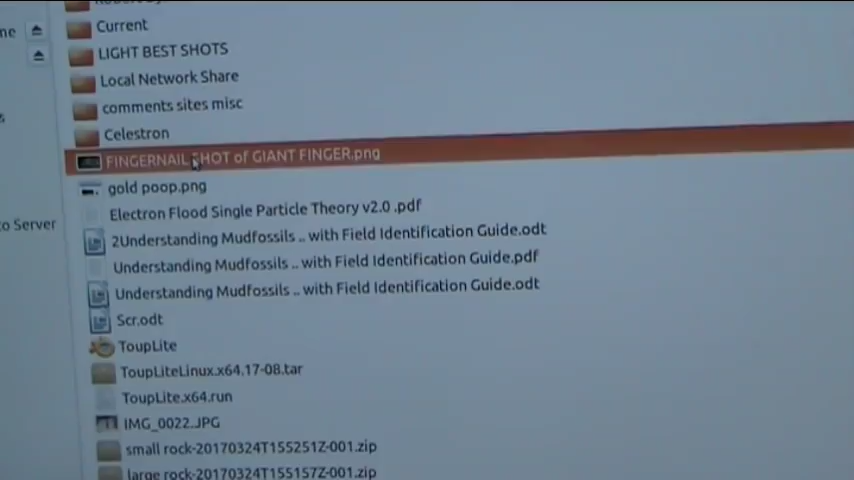 Current
LIGHT BEST SHOTS
Local Network Share
comments sites misc
Celestron
FINGERNAIL SHOT of GIANT FINGER.png
gold poop.png
Electron Flood Single Particle Theory v2.0 .pdf
to Server
2Understanding Mudfossils .. with Field Identification Guide.odt
Understanding Mudfossils .. with Field Identification Guide.pdf
Understanding Mudfossils .. with Field Identification Guide.odt
Scr.odt
ToupLite
ToupLiteLinux.x64.17-08.tar
ToupLite.x64.run
IMG_0022.JPG
small rock-20170324T155251Z-001.zip
large rock-20170324T155157Z-001.zip